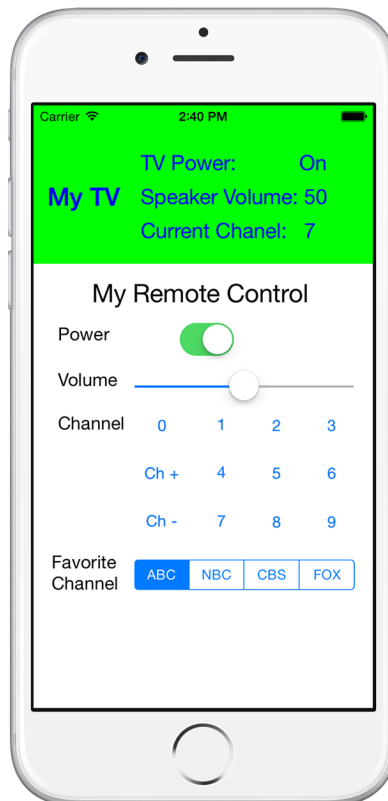 Carrier 2:40 PM
TV Power: On
My TV Speaker Volume: 50
Current Chanel: 7
My Remote Control
Power
Volume
Channel 0 1 2 3
Ch + 4 5 6
Ch - 7 8 9
Favorite Channel ABC NBC CBS FOX